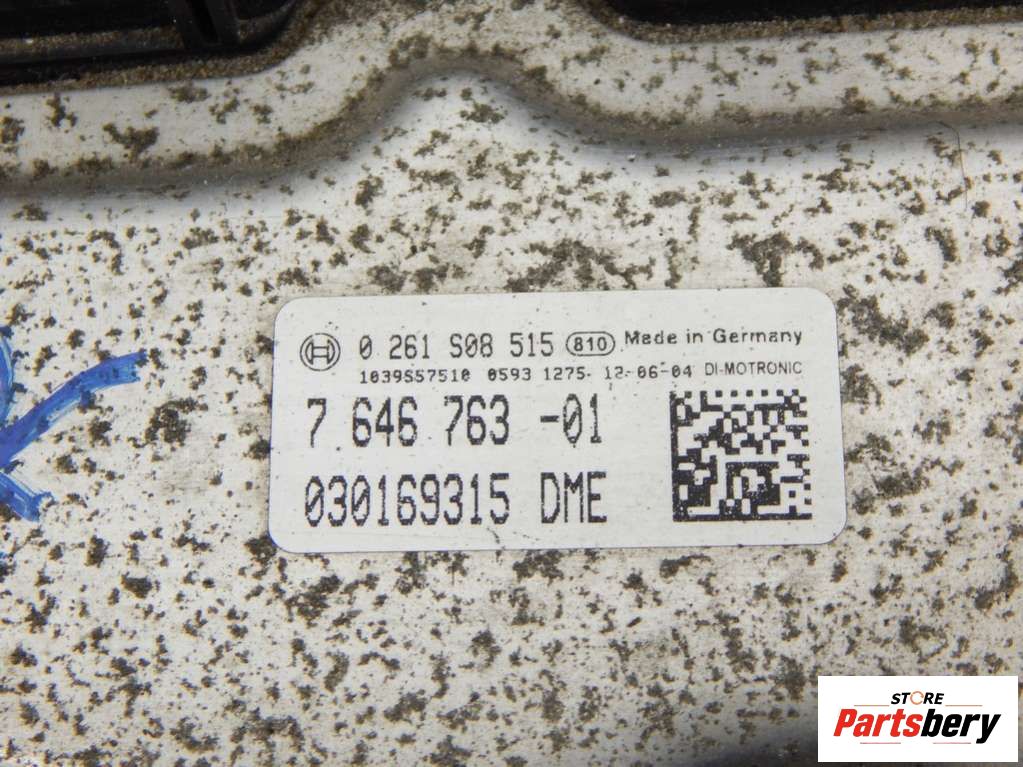 0 261 S08 515 810 Made in Germany
1039S57510 0593 1275- 12-06-04 DI-MOTRONIC
7 646 763 -01
030169315 DME
STORE
Partsbery